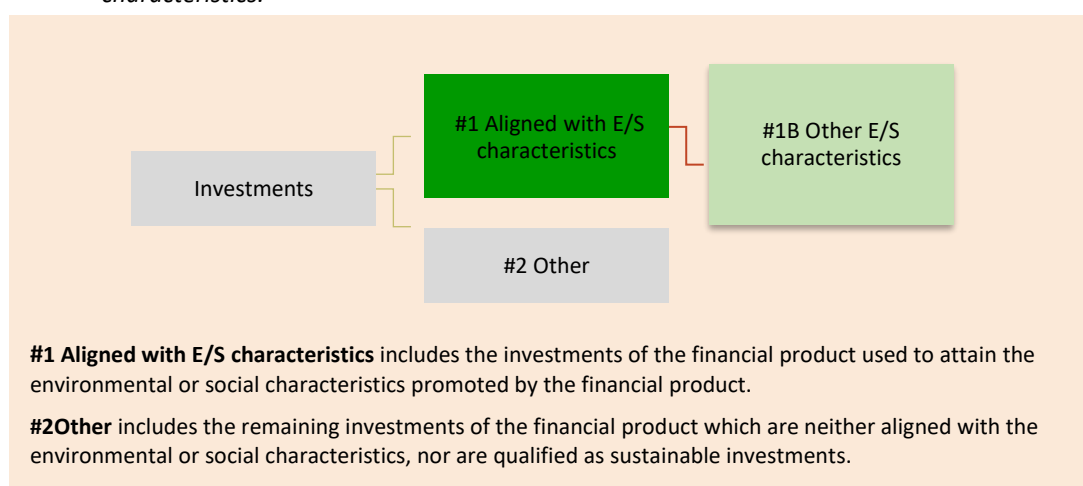 characteristics.
#1 Aligned with E/S
characteristics
#1B Other E/S
characteristics
Investments
#2 Other
#1 Aligned with E/S characteristics includes the investments of the financial product used to attain the
environmental or social characteristics promoted by the financial product.
#2Other includes the remaining investments of the financial product which are neither aligned with the
environmental or social characteristics, nor are qualified as sustainable investments.